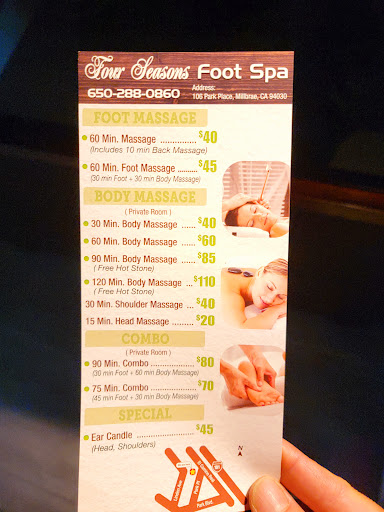 Four Seasons Foot Spa
650-288-0860
Address:
106 Park Place, Millbrae, CA 94030
FOOT MASSAGE
60 Min. Massage ................ $40
(Includes 10 min Back Massage)
60 Min. Foot Massage ......... $45
(30 min Foot + 30 min Body Massage)
BODY MASSAGE
( Private Room )
30 Min. Body Massage ...... $40
60 Min. Body Massage ...... $60
90 Min. Body Massage ...... $85
( Free Hot Stone)
120 Min. Body Massage ... $110
( Free Hot Stone)
30 Min. Shoulder Massage ... $40
15 Min. Head Massage ......... $20
COMBO
( Private Room )
90 Min. Combo ................... $80
(30 min Foot + 60 min Body Massage)
75 Min. Combo ................... $70
(45 min Foot + 30 min Body Massage)
SPECIAL
Ear Candle ......................... $45
(Head, Shoulders)
N
Park Blvd.